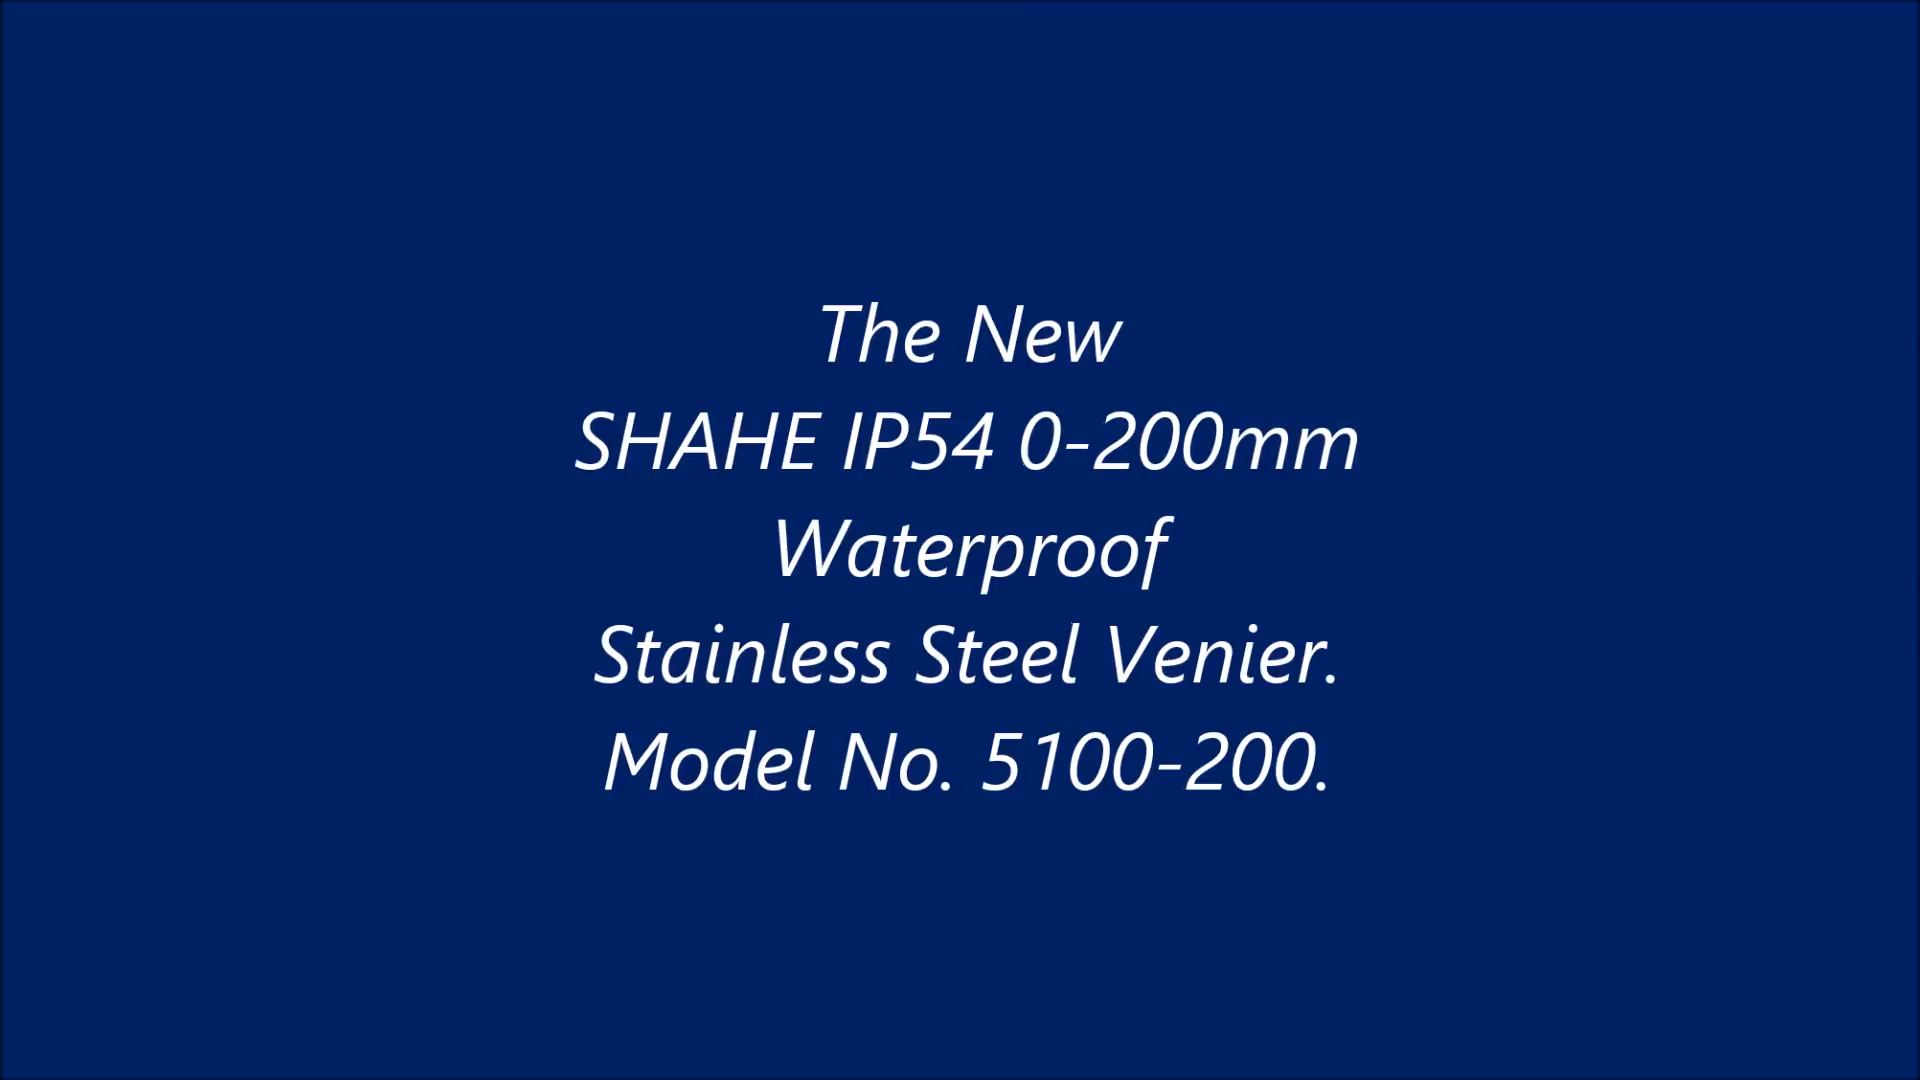 The New
SHAHE IP54 0-200mm
Waterproof
Stainless Steel Venier.
Model No. 5100-200.